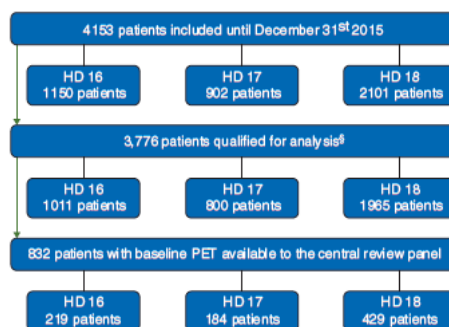 4153 patients included until December 31st 2015
HD 16 HD 17 HD 18
1150 patients 902 patients 2101 patients
3,776 patients qualified for analysis§
HD 16 HD 17 HD 18
1011 patients 800 patients 1965 patients
832 patients with baseline PET available to the central review panel
HD 16 HD 17 HD 18
219 patients 184 patients 429 patients